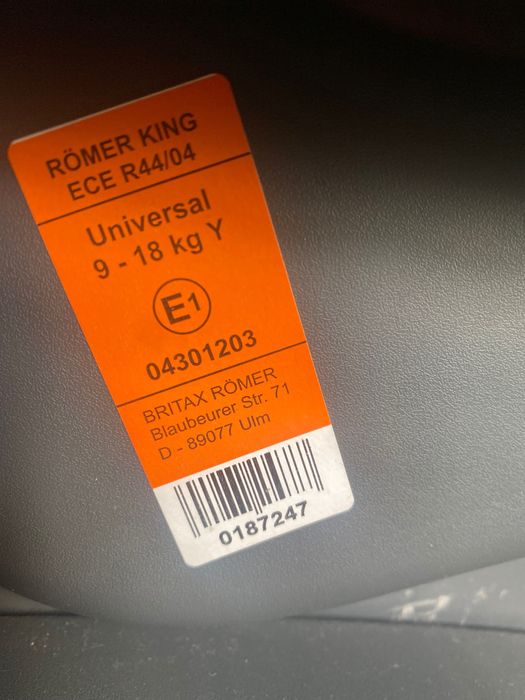 RÖMER KING
ECE R44/04
Universal
9 - 18 kg Y
E1
04301203
BRITAX RÖMER
Blaubeurer Str. 71
D - 89077 Ulm
0187247